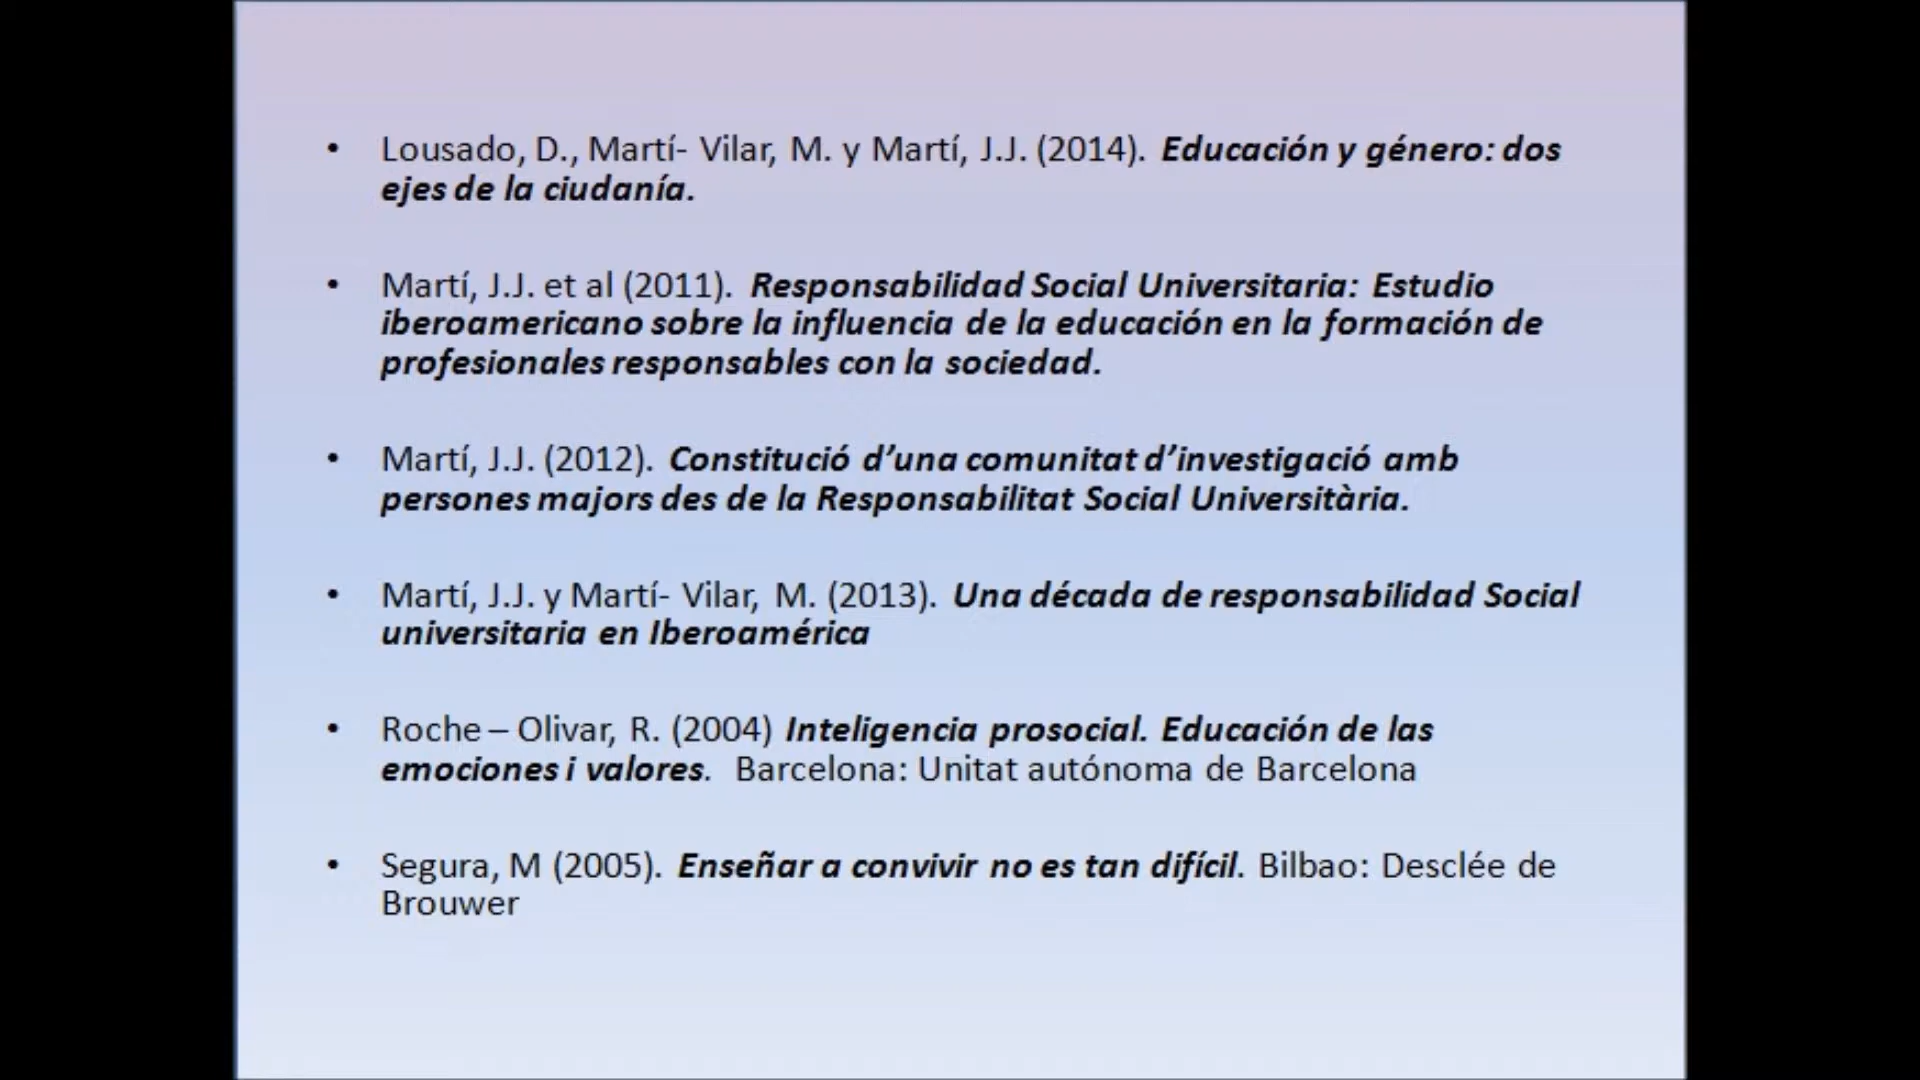 • Lousado, D., Martí- Vilar, M. y Martí, J.J. (2014). Educación y género: dos
ejes de la ciudanía.
• Martí, J.J. et al (2011). Responsabilidad Social Universitaria: Estudio
iberoamericano sobre la influencia de la educación en la formación de
profesionales responsables con la sociedad.
• Martí, J.J. (2012). Constitució d’una comunitat d’investigació amb
persones majors des de la Responsabilitat Social Universitària.
• Martí, J.J. y Martí- Vilar, M. (2013). Una década de responsabilidad Social
universitaria en Iberoamérica
• Roche – Olivar, R. (2004) Inteligencia prosocial. Educación de las
emociones i valores. Barcelona: Unitat autónoma de Barcelona
• Segura, M (2005). Enseñar a convivir no es tan difícil. Bilbao: Desclée de
Brouwer